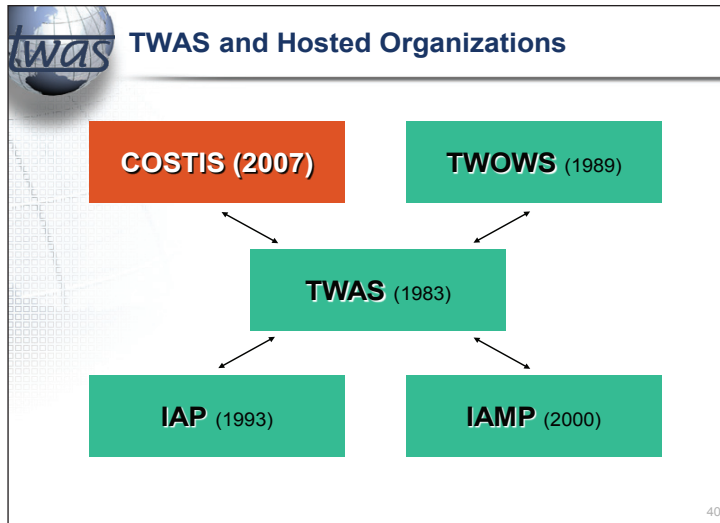 twas
TWAS and Hosted Organizations
COSTIS (2007)
TWOWS (1989)
TWAS (1983)
IAP (1993)
IAMP (2000)
40